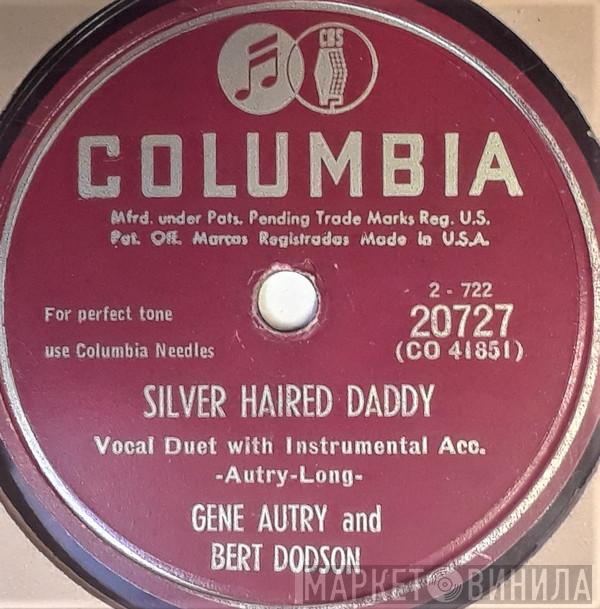 CBS
COLUMBIA
Mfrd. under Pats. Pending Trade Marks Reg. U.S.
Pat. Off. Marcas Registradas Made in U.S.A.
For perfect tone
use Columbia Needles
2 - 722
20727
(CO 41851)
SILVER HAIRED DADDY
Vocal Duet with Instrumental Acc.
-Autry-Long-
GENE AUTRY and
BERT DODSON
МАРКЕТ ВИНИЛА